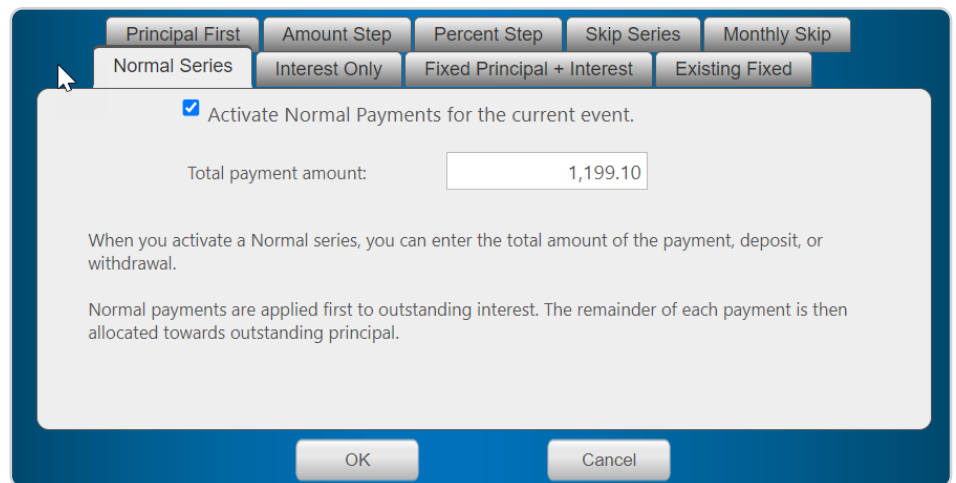 Principal First Amount Step Percent Step Skip Series Monthly Skip
Normal Series Interest Only Fixed Principal + Interest Existing Fixed
Activate Normal Payments for the current event.
Total payment amount: 1,199.10
When you activate a Normal series, you can enter the total amount of the payment, deposit, or
withdrawal.
Normal payments are applied first to outstanding interest. The remainder of each payment is then
allocated towards outstanding principal.
OK Cancel